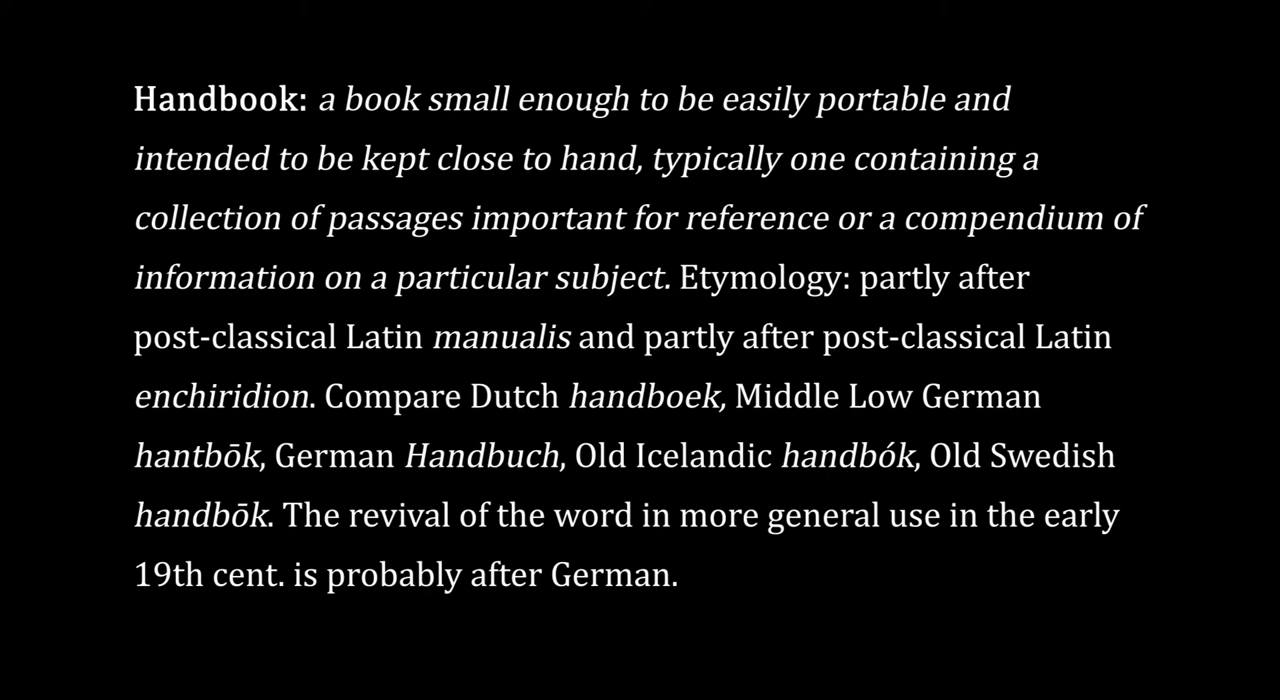 Handbook: a book small enough to be easily portable and
intended to be kept close to hand, typically one containing a
collection of passages important for reference or a compendium of
information on a particular subject. Etymology: partly after
post-classical Latin manualis and partly after post-classical Latin
enchiridion. Compare Dutch handboek, Middle Low German
hantbōk, German Handbuch, Old Icelandic handbók, Old Swedish
handbōk. The revival of the word in more general use in the early
19th cent. is probably after German.